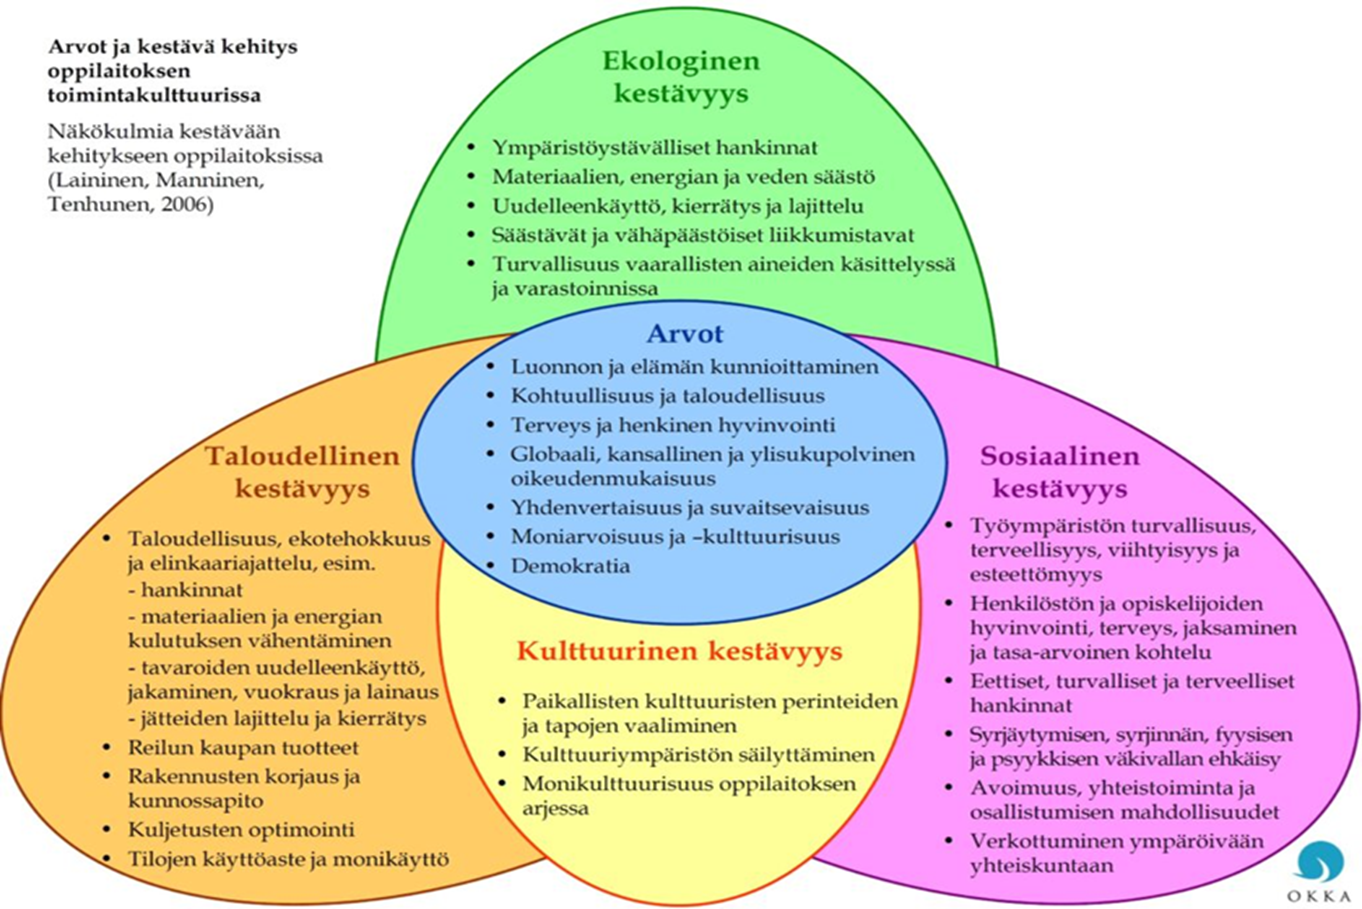 Arvot ja kestävä kehitys
oppilaitoksen
toimintakulttuurissa
Näkökulmia kestävään
kehitykseen oppilaitoksissa
(Laininen, Manninen,
Tenhunen, 2006)
Ekologinen
kestävyys
• Ympäristöystävälliset hankinnat
• Materiaalien, energian ja veden säästö
• Uudelleenkäyttö, kierrätys ja lajittelu
• Säästävät ja vähäpäästöiset liikkumistavat
• Turvallisuus vaarallisten aineiden käsittelyssä
ja varastoinnissa
Arvot
• Luonnon ja elämän kunnioittaminen
• Kohtuullisuus ja taloudellisuus
• Terveys ja henkinen hyvinvointi
• Globaali, kansallinen ja ylisukupolvinen
oikeudenmukaisuus
• Yhdenvertaisuus ja suvaitsevaisuus
• Moniarvoisuus ja –kulttuurisuus
• Demokratia
Taloudellinen
kestävyys
• Taloudellisuus, ekotehokkuus
ja elinkaariajattelu, esim.
- hankinnat
- materiaalien ja energian
kulutuksen vähentäminen
- tavaroiden uudelleenkäyttö,
jakaminen, vuokraus ja lainaus
- jätteiden lajittelu ja kierrätys
• Reilun kaupan tuotteet
• Rakennusten korjaus ja
kunnossapito
• Kuljetusten optimointi
• Tilojen käyttöaste ja monikäyttö
Kulttuurinen kestävyys
• Paikallisten kulttuuristen perinteiden
ja tapojen vaaliminen
• Kulttuuriympäristön säilyttäminen
• Monikulttuurisuus oppilaitoksen
arjessa
Sosiaalinen
kestävyys
• Työympäristön turvallisuus,
terveellisyys, viihtyisyys ja
esteettömyys
• Henkilöstön ja opiskelijoiden
hyvinvointi, terveys, jaksaminen
ja tasa-arvoinen kohtelu
• Eettiset, turvalliset ja terveelliset
hankinnat
• Syrjäytymisen, syrjinnän, fyysisen
ja psyykkisen väkivallan ehkäisy
• Avoimuus, yhteistoiminta ja
osallistumisen mahdollisuudet
• Verkottuminen ympäröivään
yhteiskuntaan
OKKA